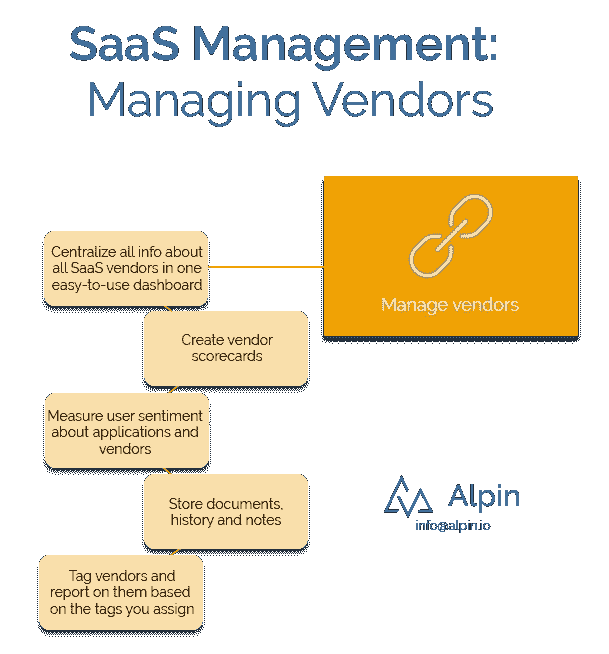 SaaS Management:
Managing Vendors
Manage vendors
Centralize all info about
all SaaS vendors in one
easy-to-use dashboard
Create vendor
scorecards
Measure user sentiment
about applications and
vendors
Store documents,
history and notes
Tag vendors and
report on them based
on the tags you assign
Alpin
info@alpin.io